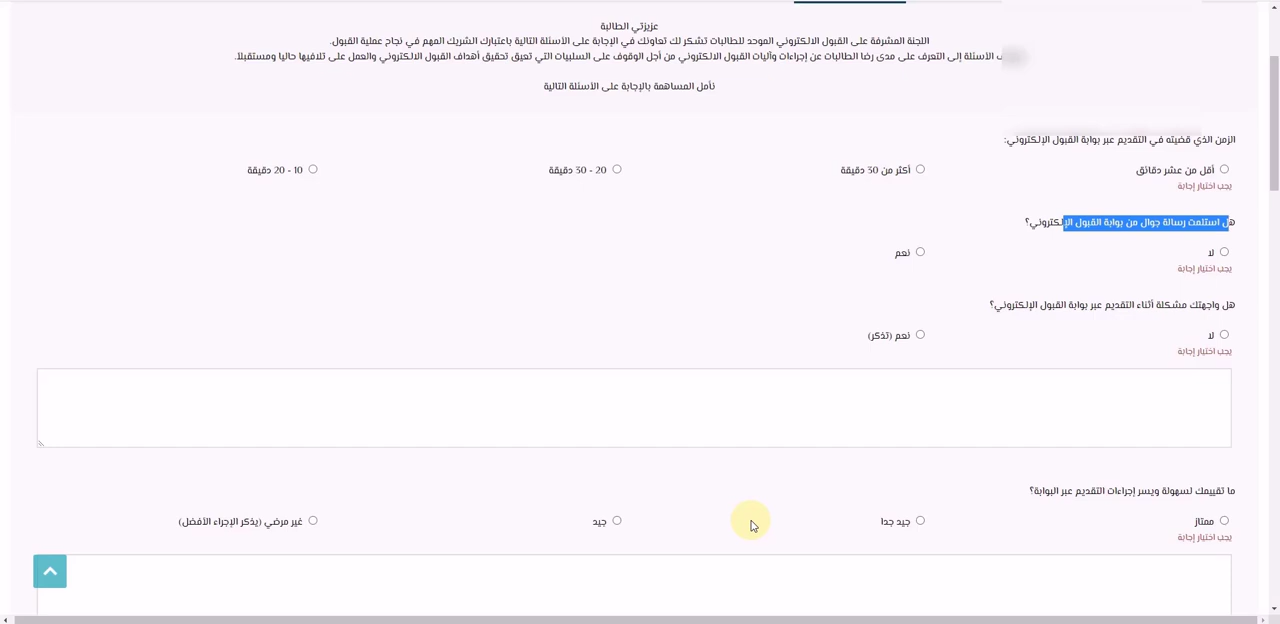 عزيزتي الطالبة
اللجنة المشرفة على القبول الالكتروني الموحد للطالبات تشكر لك تعاونك في الإجابة على الأسئلة التالية باعتبارك الشريك المهم في نجاح عملية القبول.
الأسئلة إلى التعرف على مدى رضا الطالبات عن إجراءات وآليات القبول الالكتروني من أجل الوقوف على السلبيات التي تعيق تحقيق أهداف القبول الالكتروني والعمل على تلافيها حاليا ومستقبلا.
نأمل المساهمة بالإجابة على الأسئلة التالية
الزمن الذي قضيته في التقديم عبر بوابة القبول الإلكتروني:
أقل من عشر دقائق أكثر من 30 دقيقة 20 - 30 دقيقة 10 - 20 دقيقة
يجب اختيار إجابة
هل استلمت رسالة جوال من بوابة القبول الإلكتروني؟
لا نعم
يجب اختيار إجابة
هل واجهتك مشكلة أثناء التقديم عبر بوابة القبول الإلكتروني؟
لا نعم (تذكر)
يجب اختيار إجابة
ما تقييمك لسهولة ويسر إجراءات التقديم عبر البوابة؟
ممتاز جيد جدا جيد غير مرضي (يذكر الإجراء الأفضل)
يجب اختيار إجابة